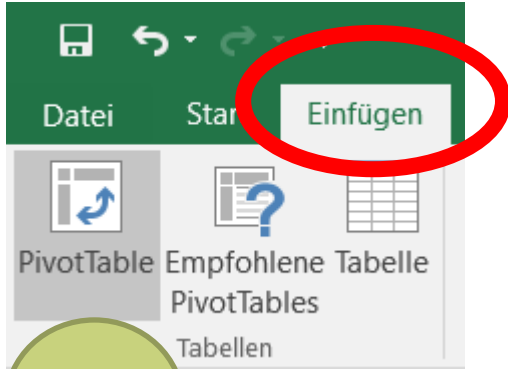 Datei Star Einfügen
PivotTable Empfohlene PivotTables Tabelle
Tabellen